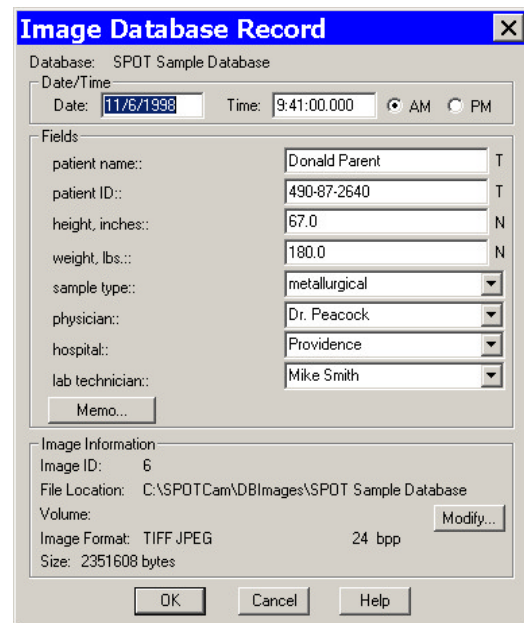 Image Database Record
Database: SPOT Sample Database
Date/Time
Date: 11/6/1998 Time: 9:41:00.000 AM PM
Fields
patient name:: Donald Parent T
patient ID:: 490-87-2640 T
height, inches:: 67.0 N
weight, lbs.:: 180.0 N
sample type:: metallurgical
physician:: Dr. Peacock
hospital:: Providence
lab technician:: Mike Smith
Memo...
Image Information
Image ID: 6
File Location: C:\SPOTCam\DBImages\SPOT Sample Database
Volume:
Modify...
Image Format: TIFF JPEG 24 bpp
Size: 2351608 bytes
OK Cancel Help